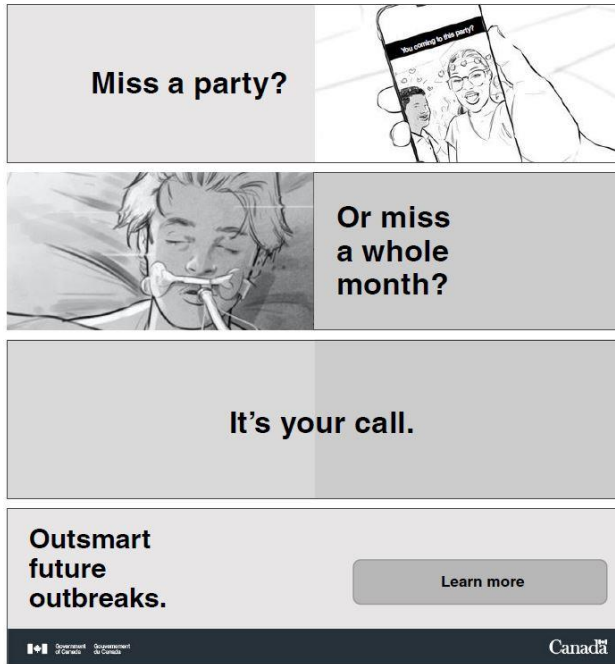 Miss a party?
You coming to this party?
Or miss
a whole
month?
It's your call.
Outsmart
future
outbreaks.
Learn more
Government
of Canada
Gouvernement
du Canada
Canada